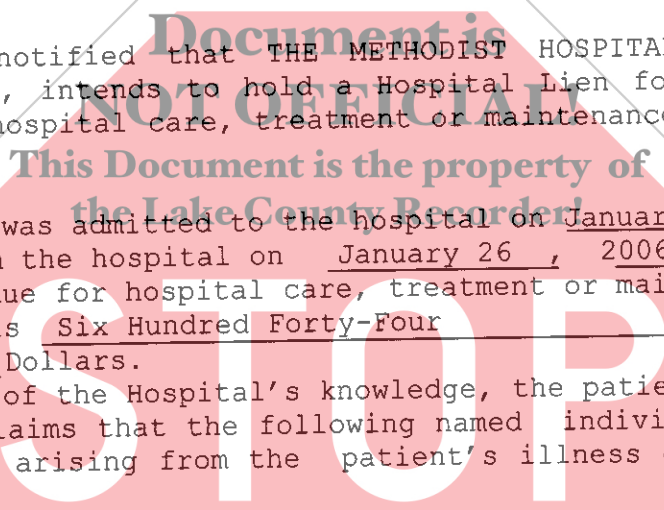 Document is
notified that THE METHODIST HOSPITAL
, intends to hold a Hospital Lien fo
NOT OFFICIAL
hospital care, treatment or maintenance
This Document is the property of
the Lake County Recorder!
was admitted to the hospital on Januar
the hospital on January 26 , 2006
ue for hospital care, treatment or mai
s Six Hundred Forty-Four
Dollars.
of the Hospital's knowledge, the patie
laims that the following named indivi
arising from the patient's illness
STOP